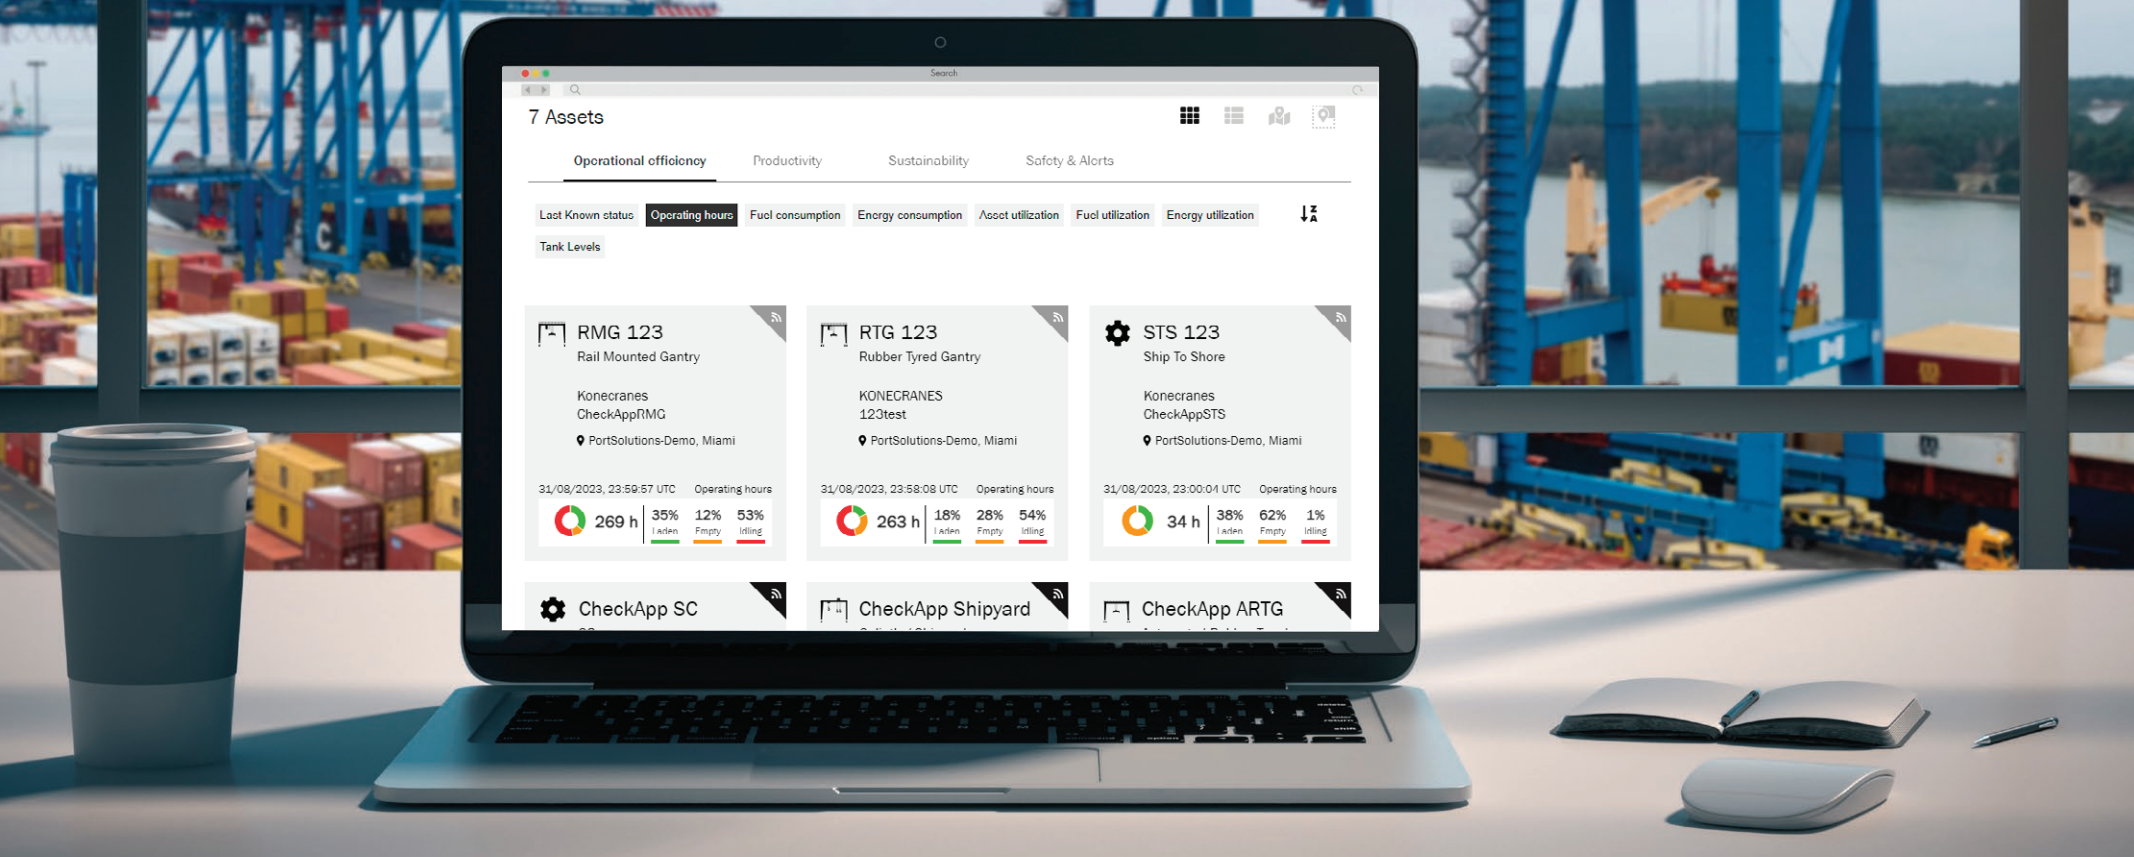 Search
7 Assets
Operational efficiency Productivity Sustainability Safety & Alerts
Last Known status Operating hours Fuel consumption Energy consumption Asset utilization Fuel utilization Energy utilization
Z
A
Tank Levels
RMG 123
Rail Mounted Gantry
Konecranes
CheckAppRMG
PortSolutions-Demo, Miami
31/08/2023, 23:59:57 UTC Operating hours
269 h 35% 12% 53%
Laden Empty Idling
RTG 123
Rubber Tyred Gantry
KONECRANES
123test
PortSolutions-Demo, Miami
31/08/2023, 23:58:08 UTC Operating hours
263 h 18% 28% 54%
Laden Empty Idling
STS 123
Ship To Shore
Konecranes
CheckAppSTS
PortSolutions-Demo, Miami
31/08/2023, 23:00:04 UTC Operating hours
34 h 38% 62% 1%
Laden Empty Idling
CheckApp SC
CheckApp Shipyard
CheckApp ARTG